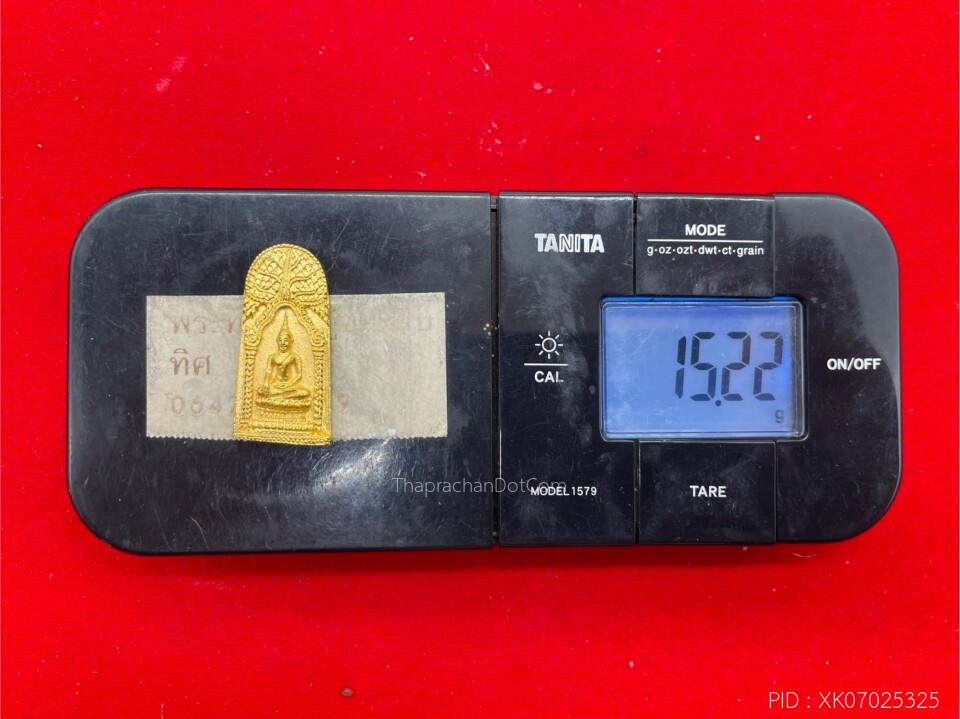 ทิศ
TANITA
MODE
g·oz·ozt·dwt·ct·grain
CAL
15.22
g
ON/OFF
MODEL 1579
TARE
ThaprachanDotCom
PID : XK07025325